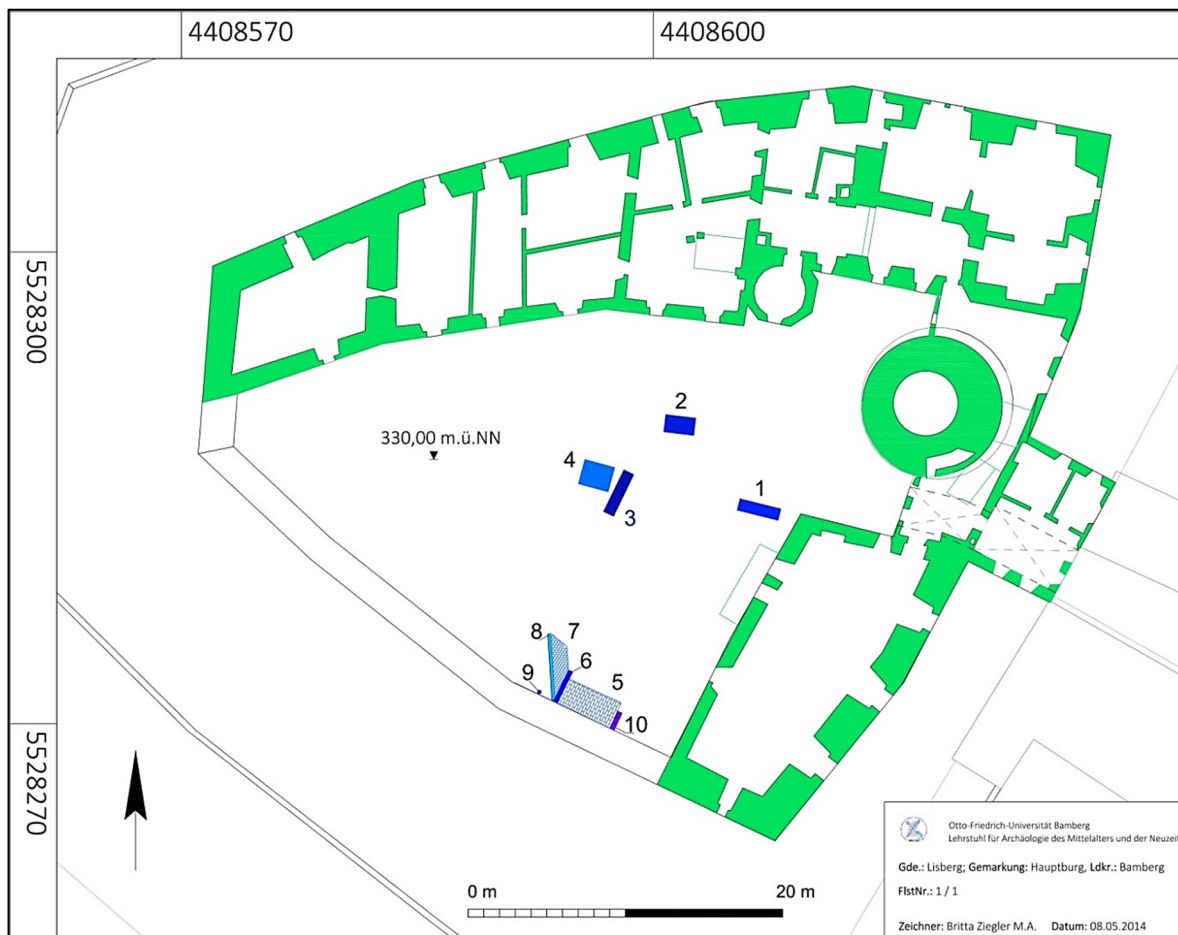 4408570
4408600
5528300
2
330,00 m.ü.NN
4
1
3
8
7
9
6
5
10
5528270
0 m
20 m
Otto-Friedrich-Universität Bamberg
Lehrstuhl für Archäologie des Mittelalters und der Neuzeit
Gde.: Lisberg; Gemarkung: Hauptburg, Ldkr.: Bamberg
FlstNr.: 1 / 1
Zeichner: Britta Ziegler M.A. Datum: 08.05.2014